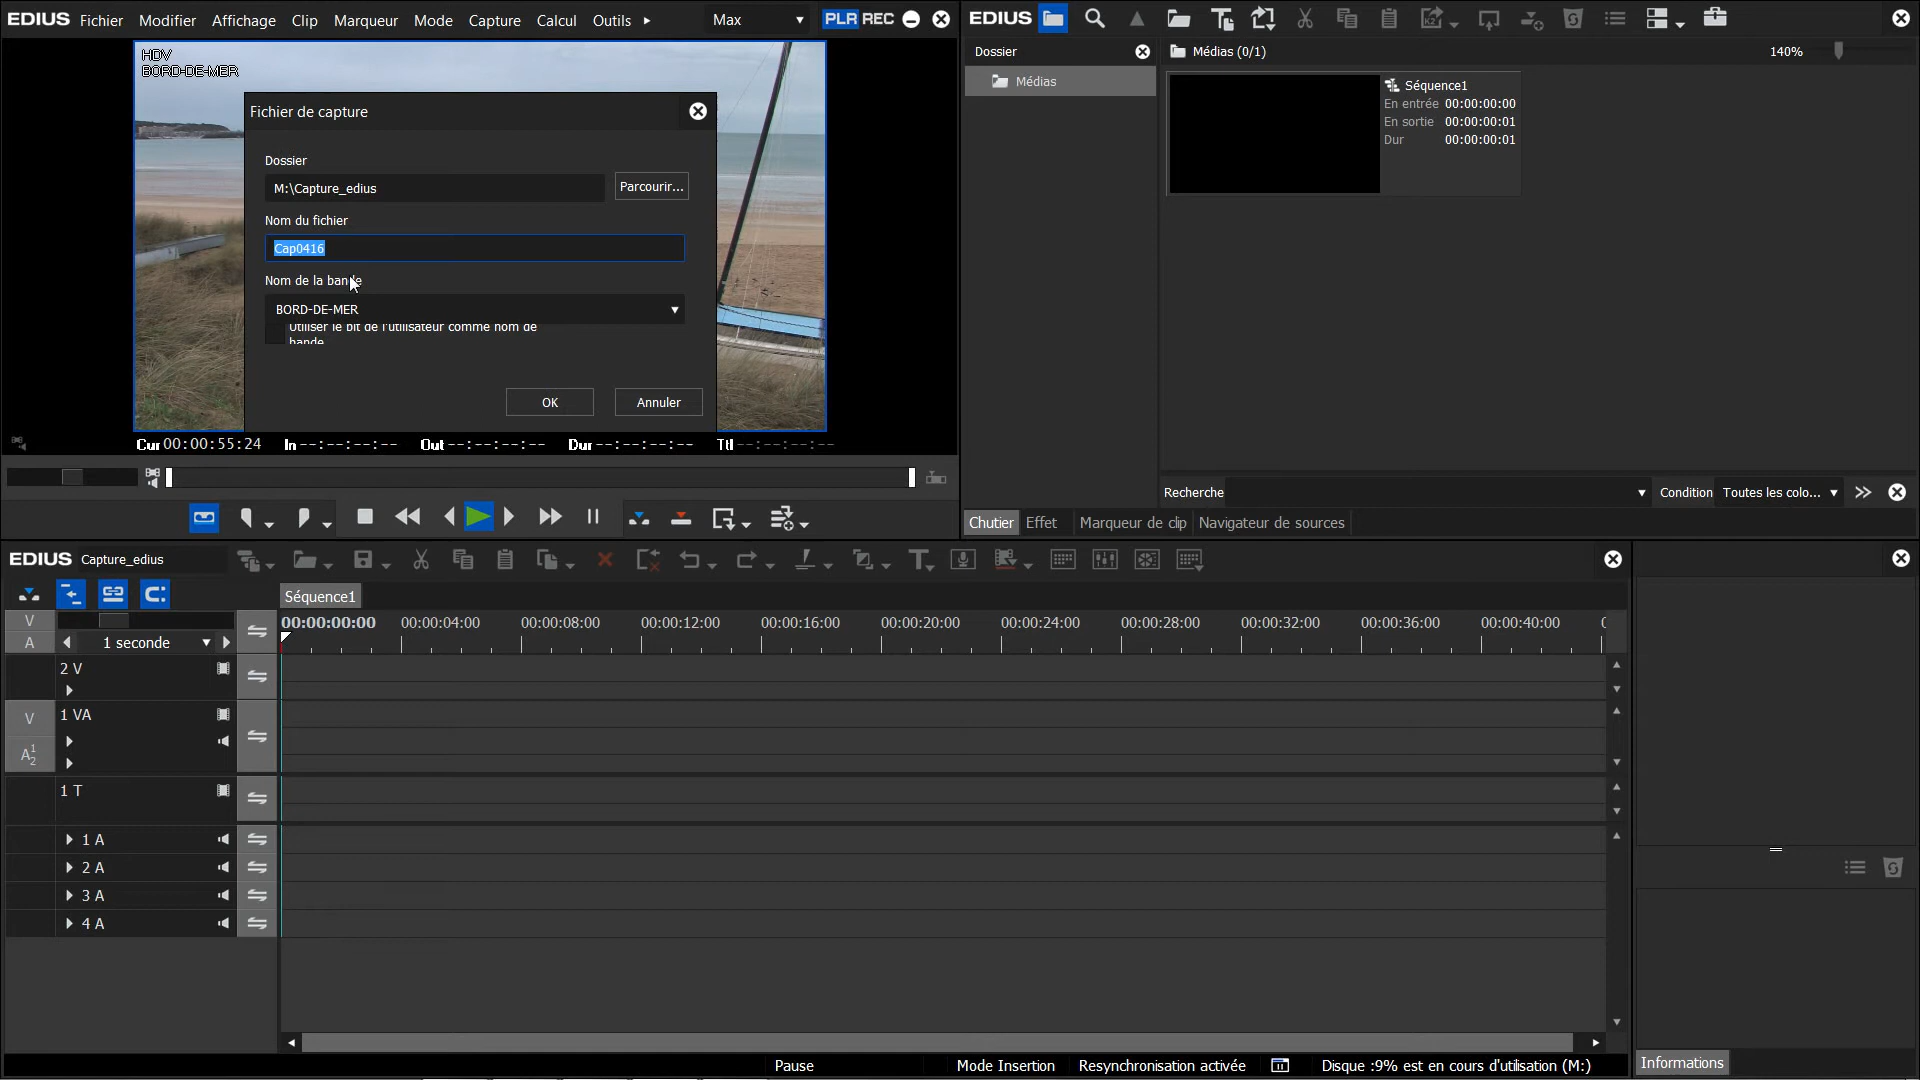 EDIUS Fichier Modifier Affichage Clip Marqueur Mode Capture Calcul Outils Max PLR REC
HDV
BORD-DE-MER
Fichier de capture
Dossier
M:\Capture_edius
Parcourir...
Nom du fichier
Cap0416
Nom de la bande
BORD-DE-MER
Utiliser le bit de l'utilisateur comme nom de
bande
OK Annuler
Cur 00:00:55:24 In --:--:--:-- Out --:--:--:-- Dur --:--:--:-- Ttl --:--:--:--
EDIUS
Dossier
Médias (0/1)
140%
Médias
Séquence1
En entrée 00:00:00:00
En sortie 00:00:00:01
Dur 00:00:00:01
Recherche
Condition Toutes les colo...
Chutier Effet Marqueur de clip Navigateur de sources
EDIUS Capture_edius
Séquence1
V
A
1 seconde
00:00:00:00 00:00:04:00 00:00:08:00 00:00:12:00 00:00:16:00 00:00:20:00 00:00:24:00 00:00:28:00 00:00:32:00 00:00:36:00 00:00:40:00
2 V
V
1 VA
A 1 2
1 T
1 A
2 A
3 A
4 A
Pause
Mode Insertion
Resynchronisation activée
Disque :9% est en cours d'utilisation (M:)
Informations